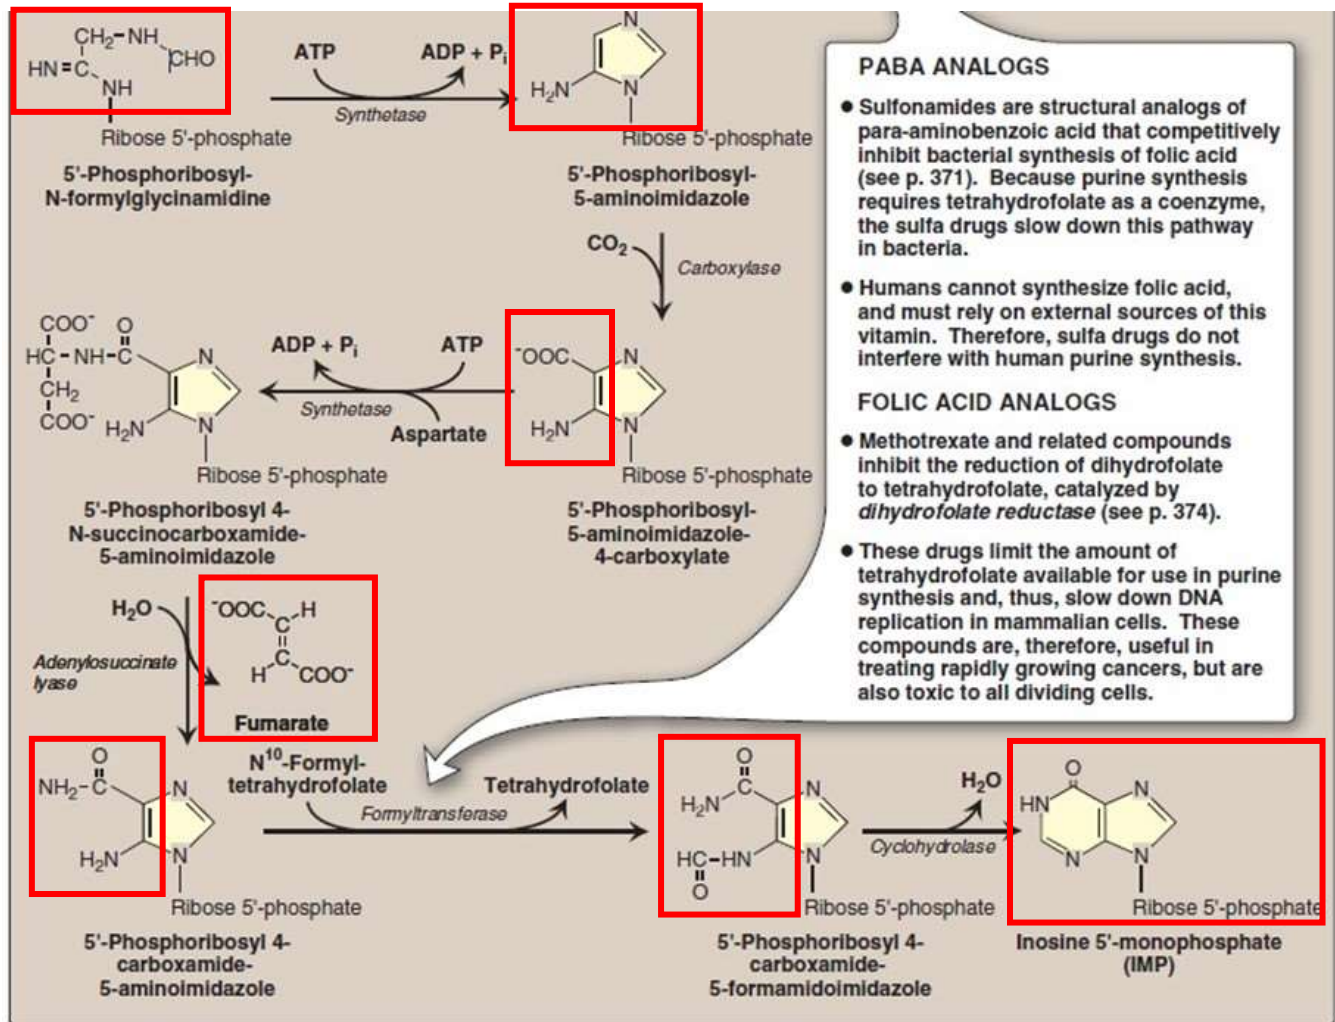 CH₂–NH
CHO
HN=C
NH
Ribose 5'-phosphate
5'-Phosphoribosyl-
N-formylglycinamidine
ATP
ADP + Pi
Synthetase
N
H₂N
N
Ribose 5'-phosphate
5'-Phosphoribosyl-
5-aminoimidazole
CO₂
Carboxylase
⁻OOC
N
H₂N
N
Ribose 5'-phosphate
5'-Phosphoribosyl-
5-aminoimidazole-
4-carboxylate
ADP + Pi
ATP
Synthetase
Aspartate
COO⁻ O
HC–NH–C
CH₂
COO⁻
N
H₂N
N
Ribose 5'-phosphate
5'-Phosphoribosyl 4-
N-succinocarboxamide-
5-aminoimidazole
H₂O
Adenylosuccinate
lyase
⁻OOC H
C
H C COO⁻
Fumarate
O
NH₂–C
N
H₂N
N
Ribose 5'-phosphate
5'-Phosphoribosyl 4-
carboxamide-
5-aminoimidazole
N¹⁰-Formyl-
tetrahydrofolate
Tetrahydrofolate
Formyltransferase
O
C
H₂N
N
HC–HN
O
N
Ribose 5'-phosphate
5'-Phosphoribosyl 4-
carboxamide-
5-formamidoimidazole
H₂O
Cyclohydrolase
O
HN
N
N
N
Ribose 5'-phosphate
Inosine 5'-monophosphate
(IMP)
PABA ANALOGS
● Sulfonamides are structural analogs of
para-aminobenzoic acid that competitively
inhibit bacterial synthesis of folic acid
(see p. 371). Because purine synthesis
requires tetrahydrofolate as a coenzyme,
the sulfa drugs slow down this pathway
in bacteria.
● Humans cannot synthesize folic acid,
and must rely on external sources of this
vitamin. Therefore, sulfa drugs do not
interfere with human purine synthesis.
FOLIC ACID ANALOGS
● Methotrexate and related compounds
inhibit the reduction of dihydrofolate
to tetrahydrofolate, catalyzed by
dihydrofolate reductase (see p. 374).
● These drugs limit the amount of
tetrahydrofolate available for use in purine
synthesis and, thus, slow down DNA
replication in mammalian cells. These
compounds are, therefore, useful in
treating rapidly growing cancers, but are
also toxic to all dividing cells.